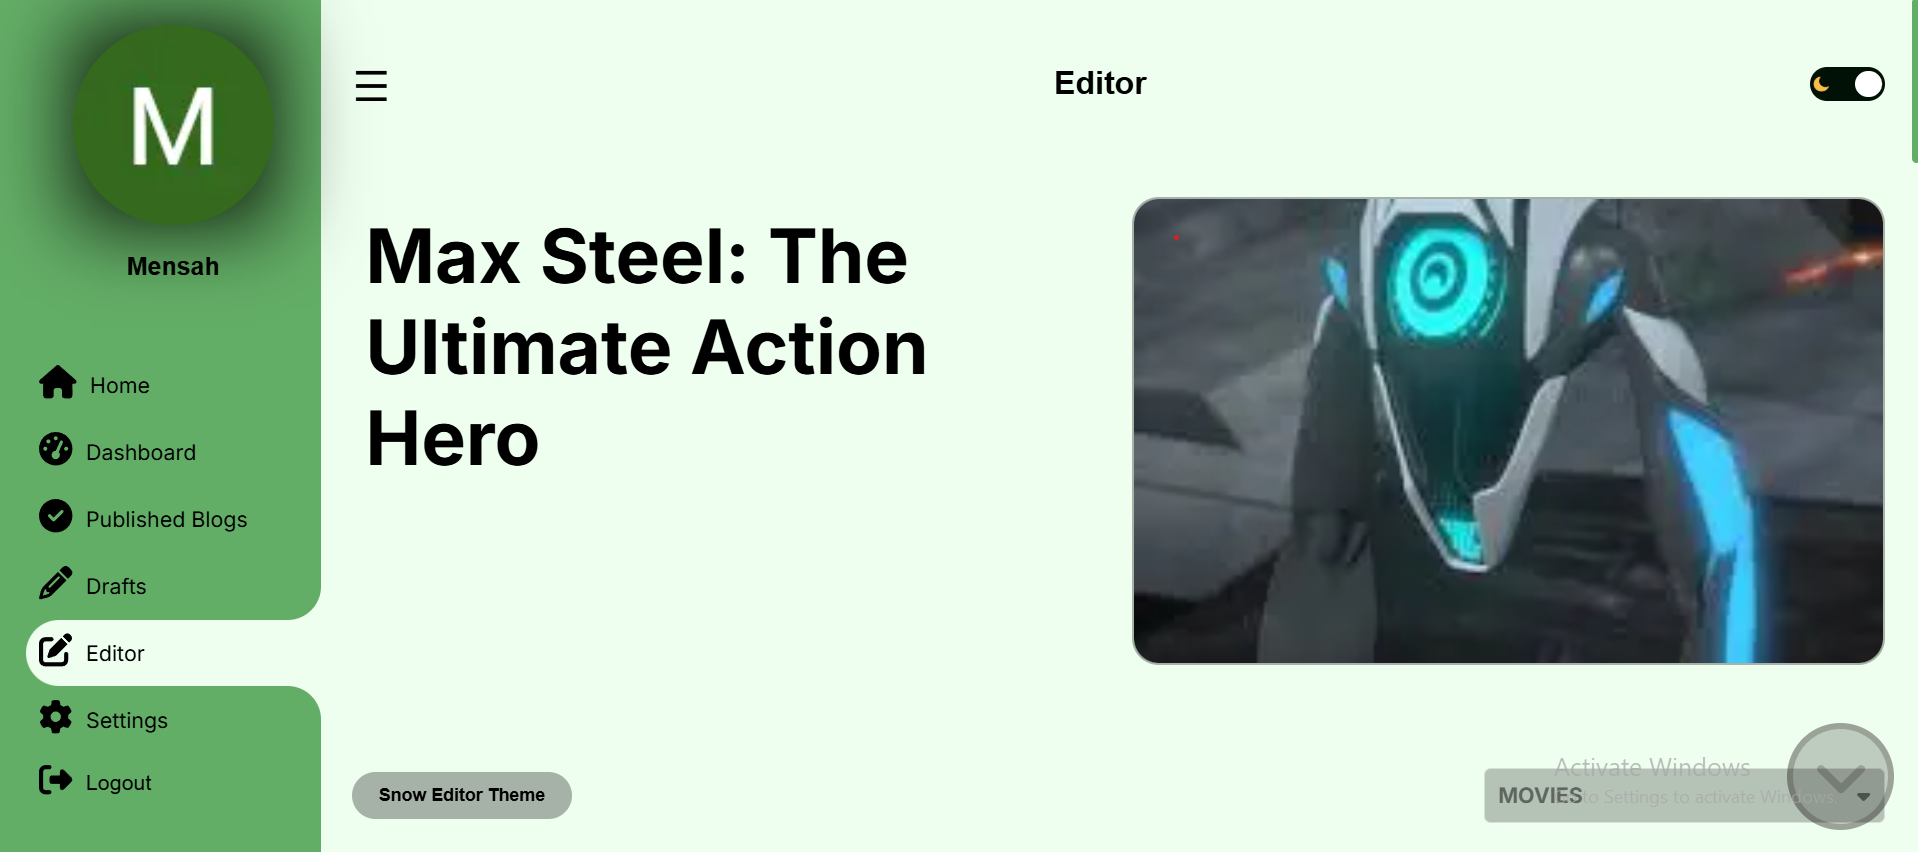 M
Mensah
Home
Dashboard
Published Blogs
Drafts
Editor
Settings
Logout
Editor
Max Steel: The
Ultimate Action
Hero
Snow Editor Theme
Activate Windows
MOVIES
to Settings to activate Windows.